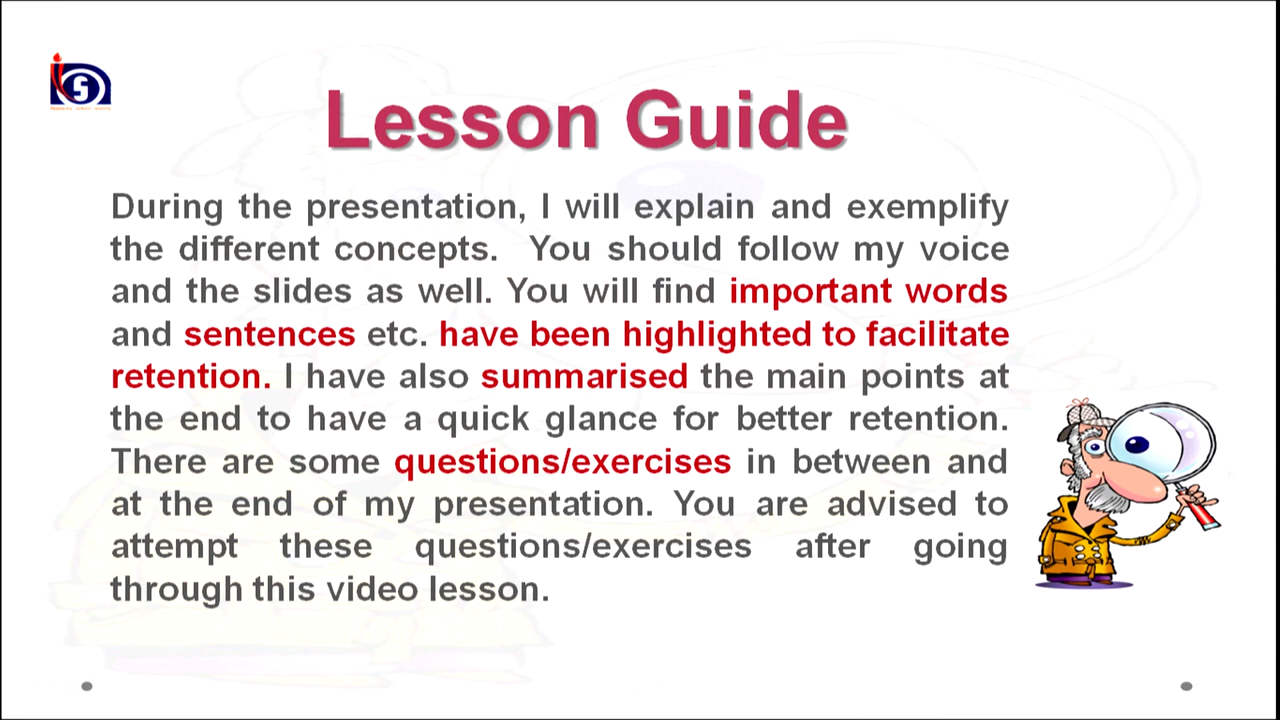 Lesson Guide
During the presentation, I will explain and exemplify
the different concepts. You should follow my voice
and the slides as well. You will find important words
and sentences etc. have been highlighted to facilitate
retention. I have also summarised the main points at
the end to have a quick glance for better retention.
There are some questions/exercises in between and
at the end of my presentation. You are advised to
attempt these questions/exercises after going
through this video lesson.